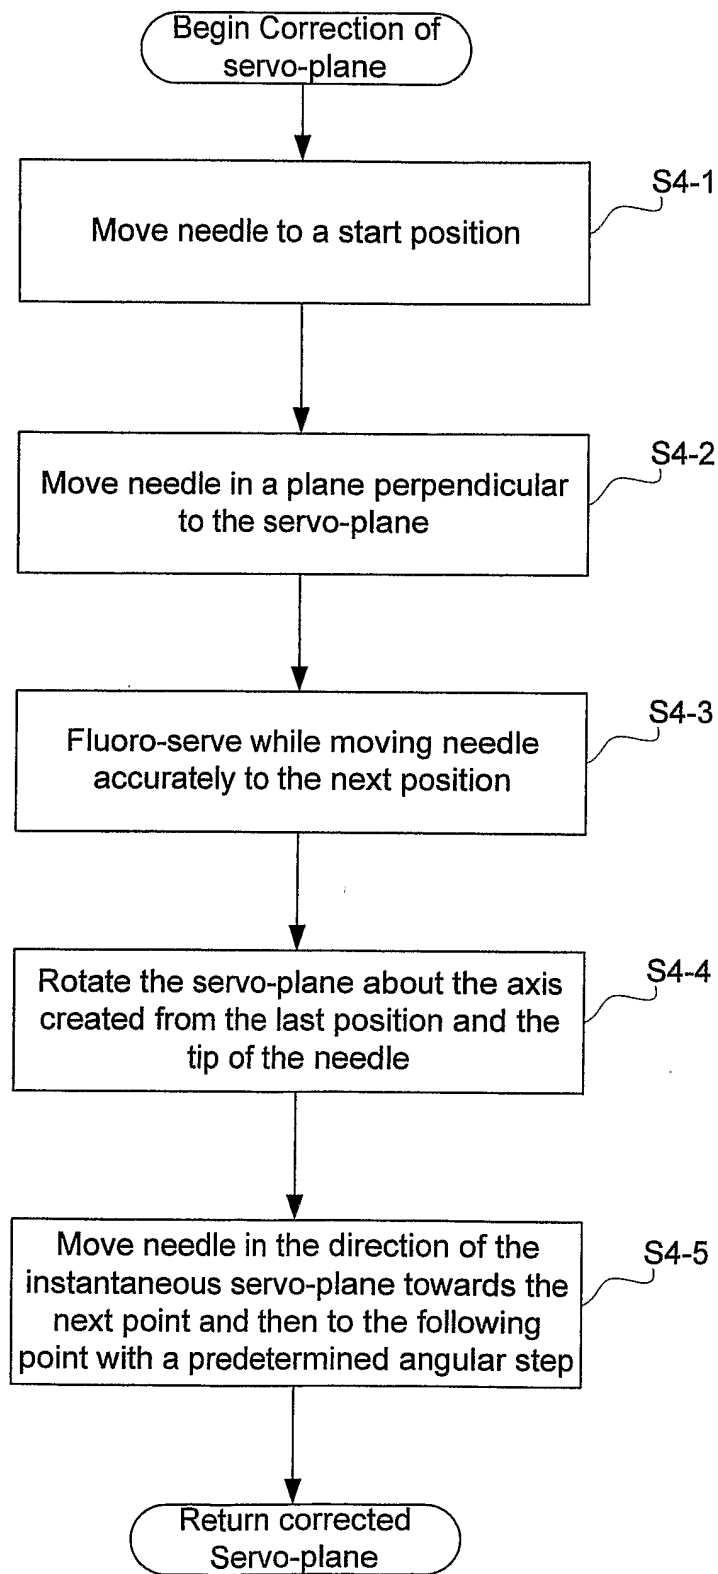 Begin Correction of
servo-plane
S4-1
Move needle to a start position
S4-2
Move needle in a plane perpendicular
to the servo-plane
S4-3
Fluoro-serve while moving needle
accurately to the next position
S4-4
Rotate the servo-plane about the axis
created from the last position and the
tip of the needle
S4-5
Move needle in the direction of the
instantaneous servo-plane towards the
next point and then to the following
point with a predetermined angular step
Return corrected
Servo-plane